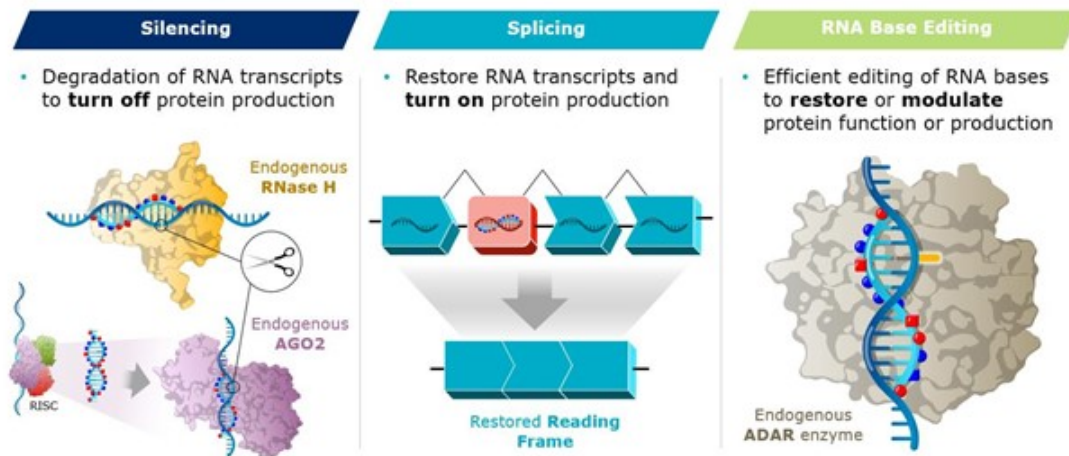 Silencing
• Degradation of RNA transcripts
to turn off protein production
Endogenous
RNase H
Endogenous
AGO2
RISC
Splicing
• Restore RNA transcripts and
turn on protein production
Restored Reading
Frame
RNA Base Editing
• Efficient editing of RNA bases
to restore or modulate
protein function or production
Endogenous
ADAR enzyme